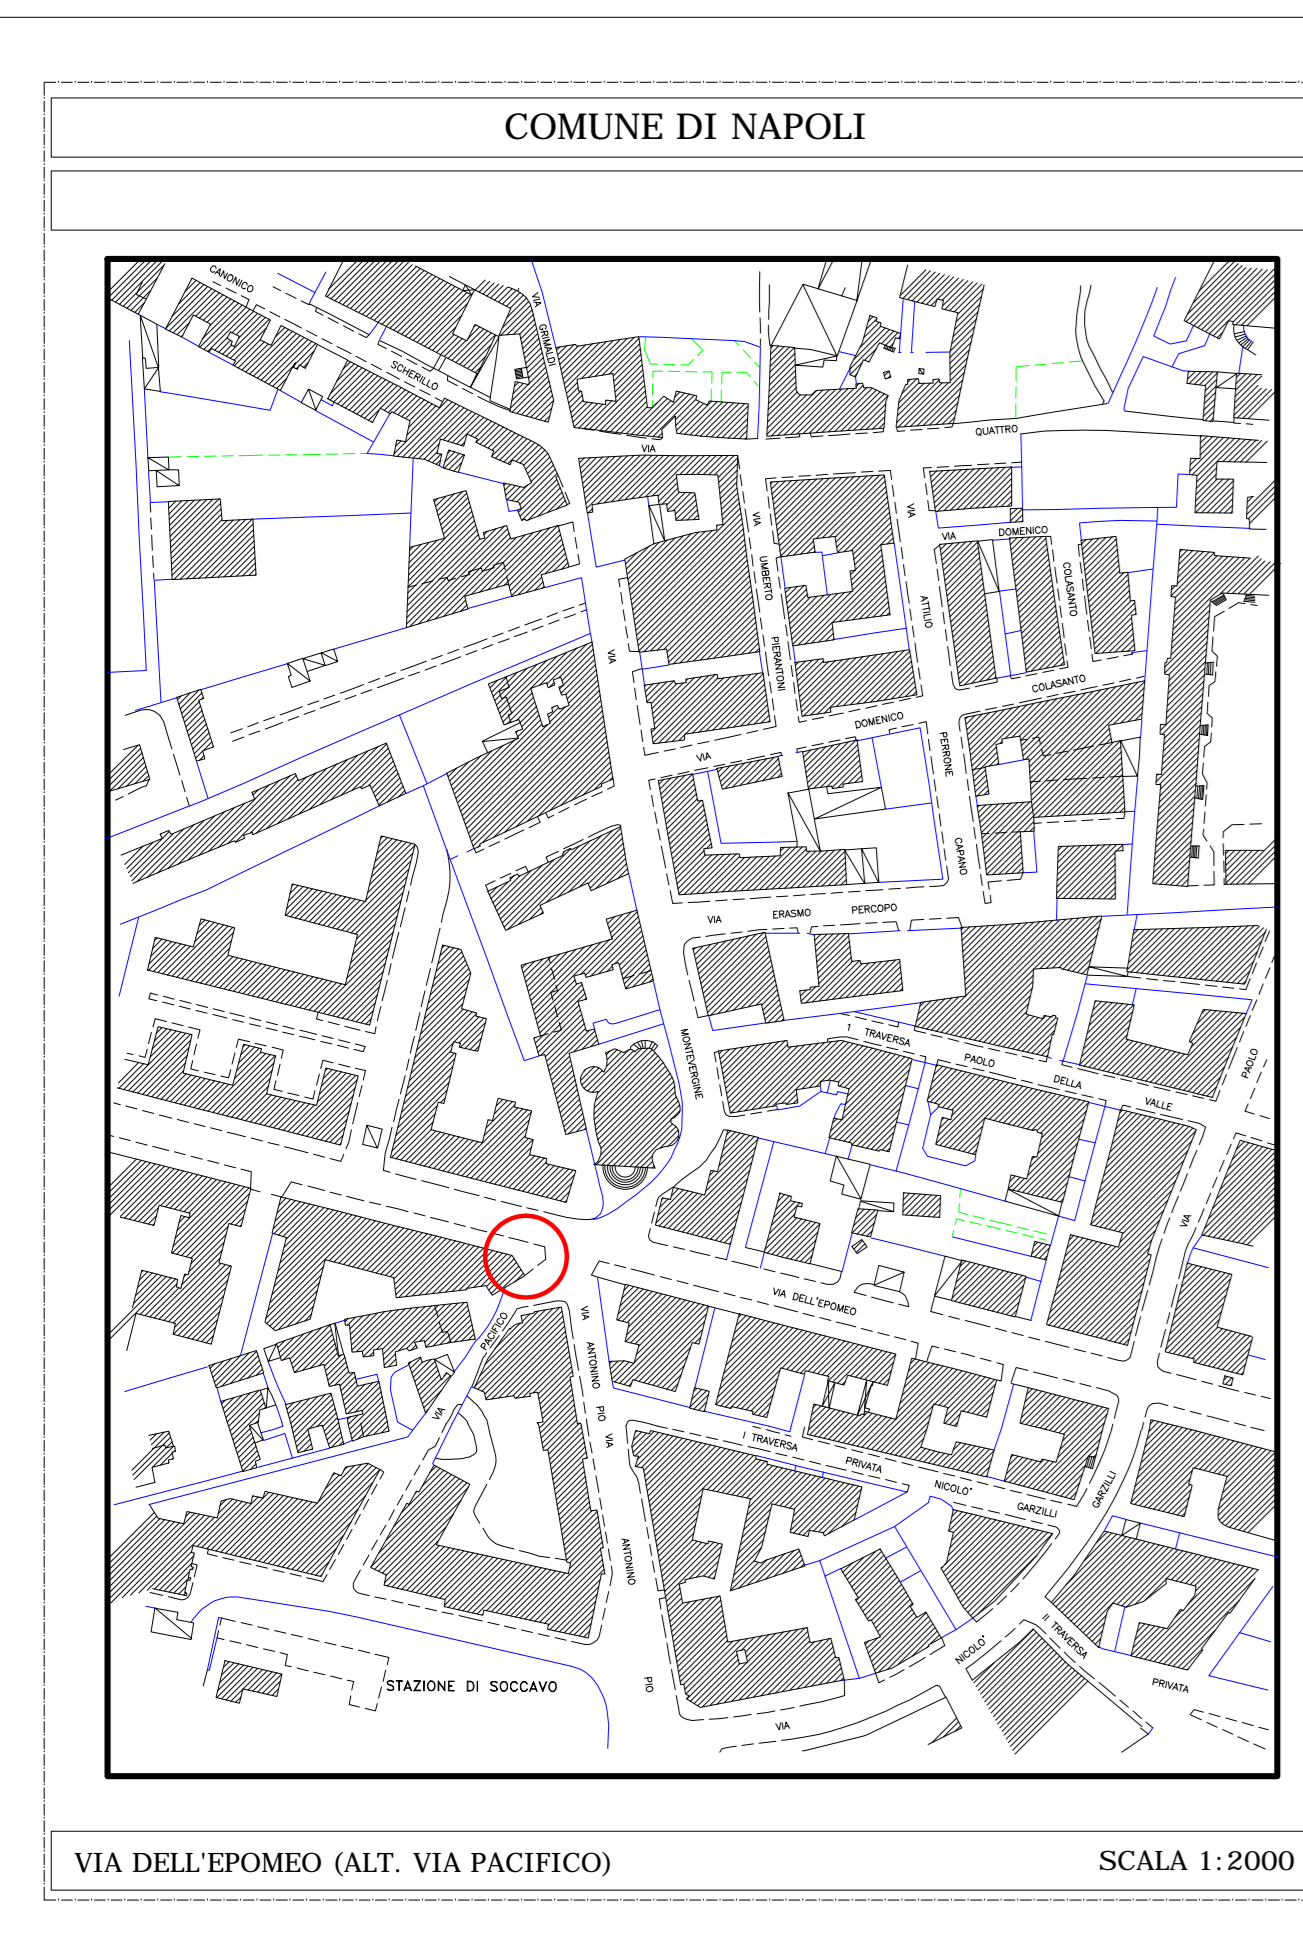 COMUNE DI NAPOLI
CANONICO
SCHERILLO
VIA GRIMALDI
VIA
QUATTRO
VIA
UMBERTO
PIERANTONI
VIA
ATTILIO
PERRONE
CAPANO
VIA
DOMENICO
COLASANTO
COLASANTO
DOMENICO
VIA
VIA
MONTEVERGINE
VIA ERASMO PERCOPO
1 TRAVERSA PAOLO DELLA VALLE
PAOLO
VIA
VIA DELL'EPOMEO
PACIFICO
VIA
VIA ANTONINO PIO VIA
ANTONINO
PIO
I TRAVERSA PRIVATA NICOLO' GARZILLI
GARZILLI
NICOLO'
VIA
II TRAVERSA
PRIVATA
STAZIONE DI SOCCAVO
VIA DELL'EPOMEO (ALT. VIA PACIFICO)
SCALA 1:2000